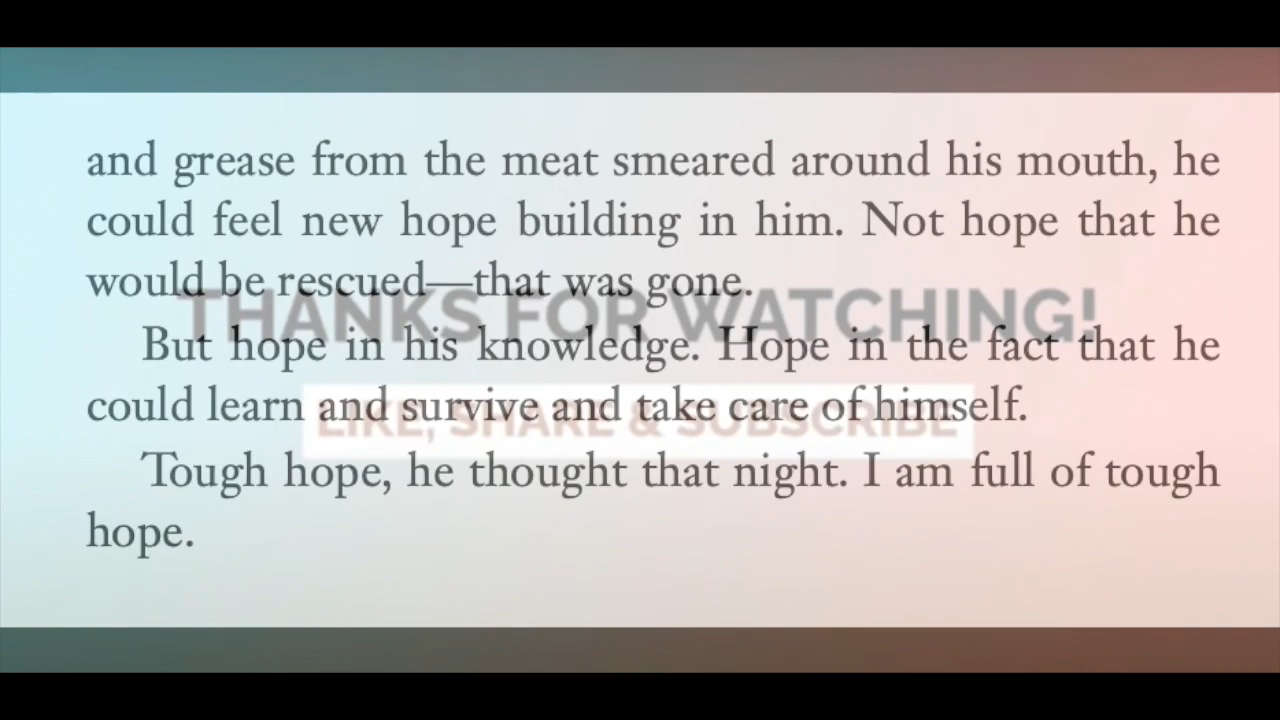 and grease from the meat smeared around his mouth, he
could feel new hope building in him. Not hope that he
would be rescued—that was gone.
THANKS FOR WATCHING!
But hope in his knowledge. Hope in the fact that he
could learn and survive and take care of himself.
LIKE, SHARE & SUBSCRIBE
Tough hope, he thought that night. I am full of tough
hope.